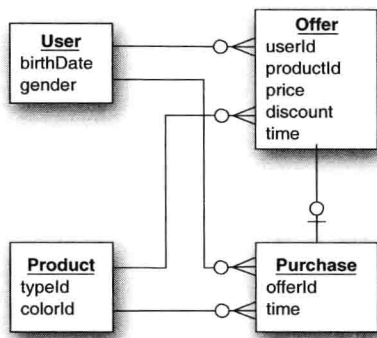 User
birthDate
gender
Offer
userId
productId
price
discount
time
Product
typeId
colorId
Purchase
offerId
time